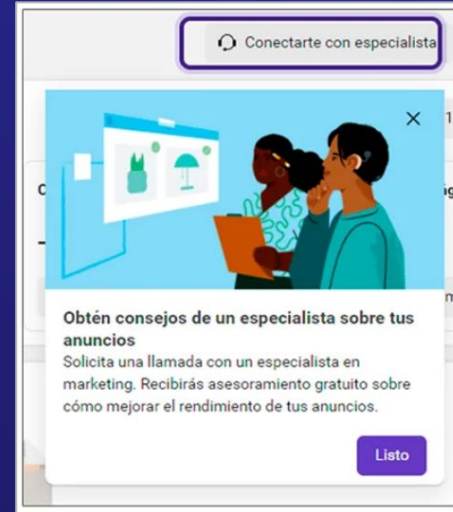 Conectarte con especialista
Obtén consejos de un especialista sobre tus
anuncios
Solicita una llamada con un especialista en
marketing. Recibirás asesoramiento gratuito sobre
cómo mejorar el rendimiento de tus anuncios.
Listo